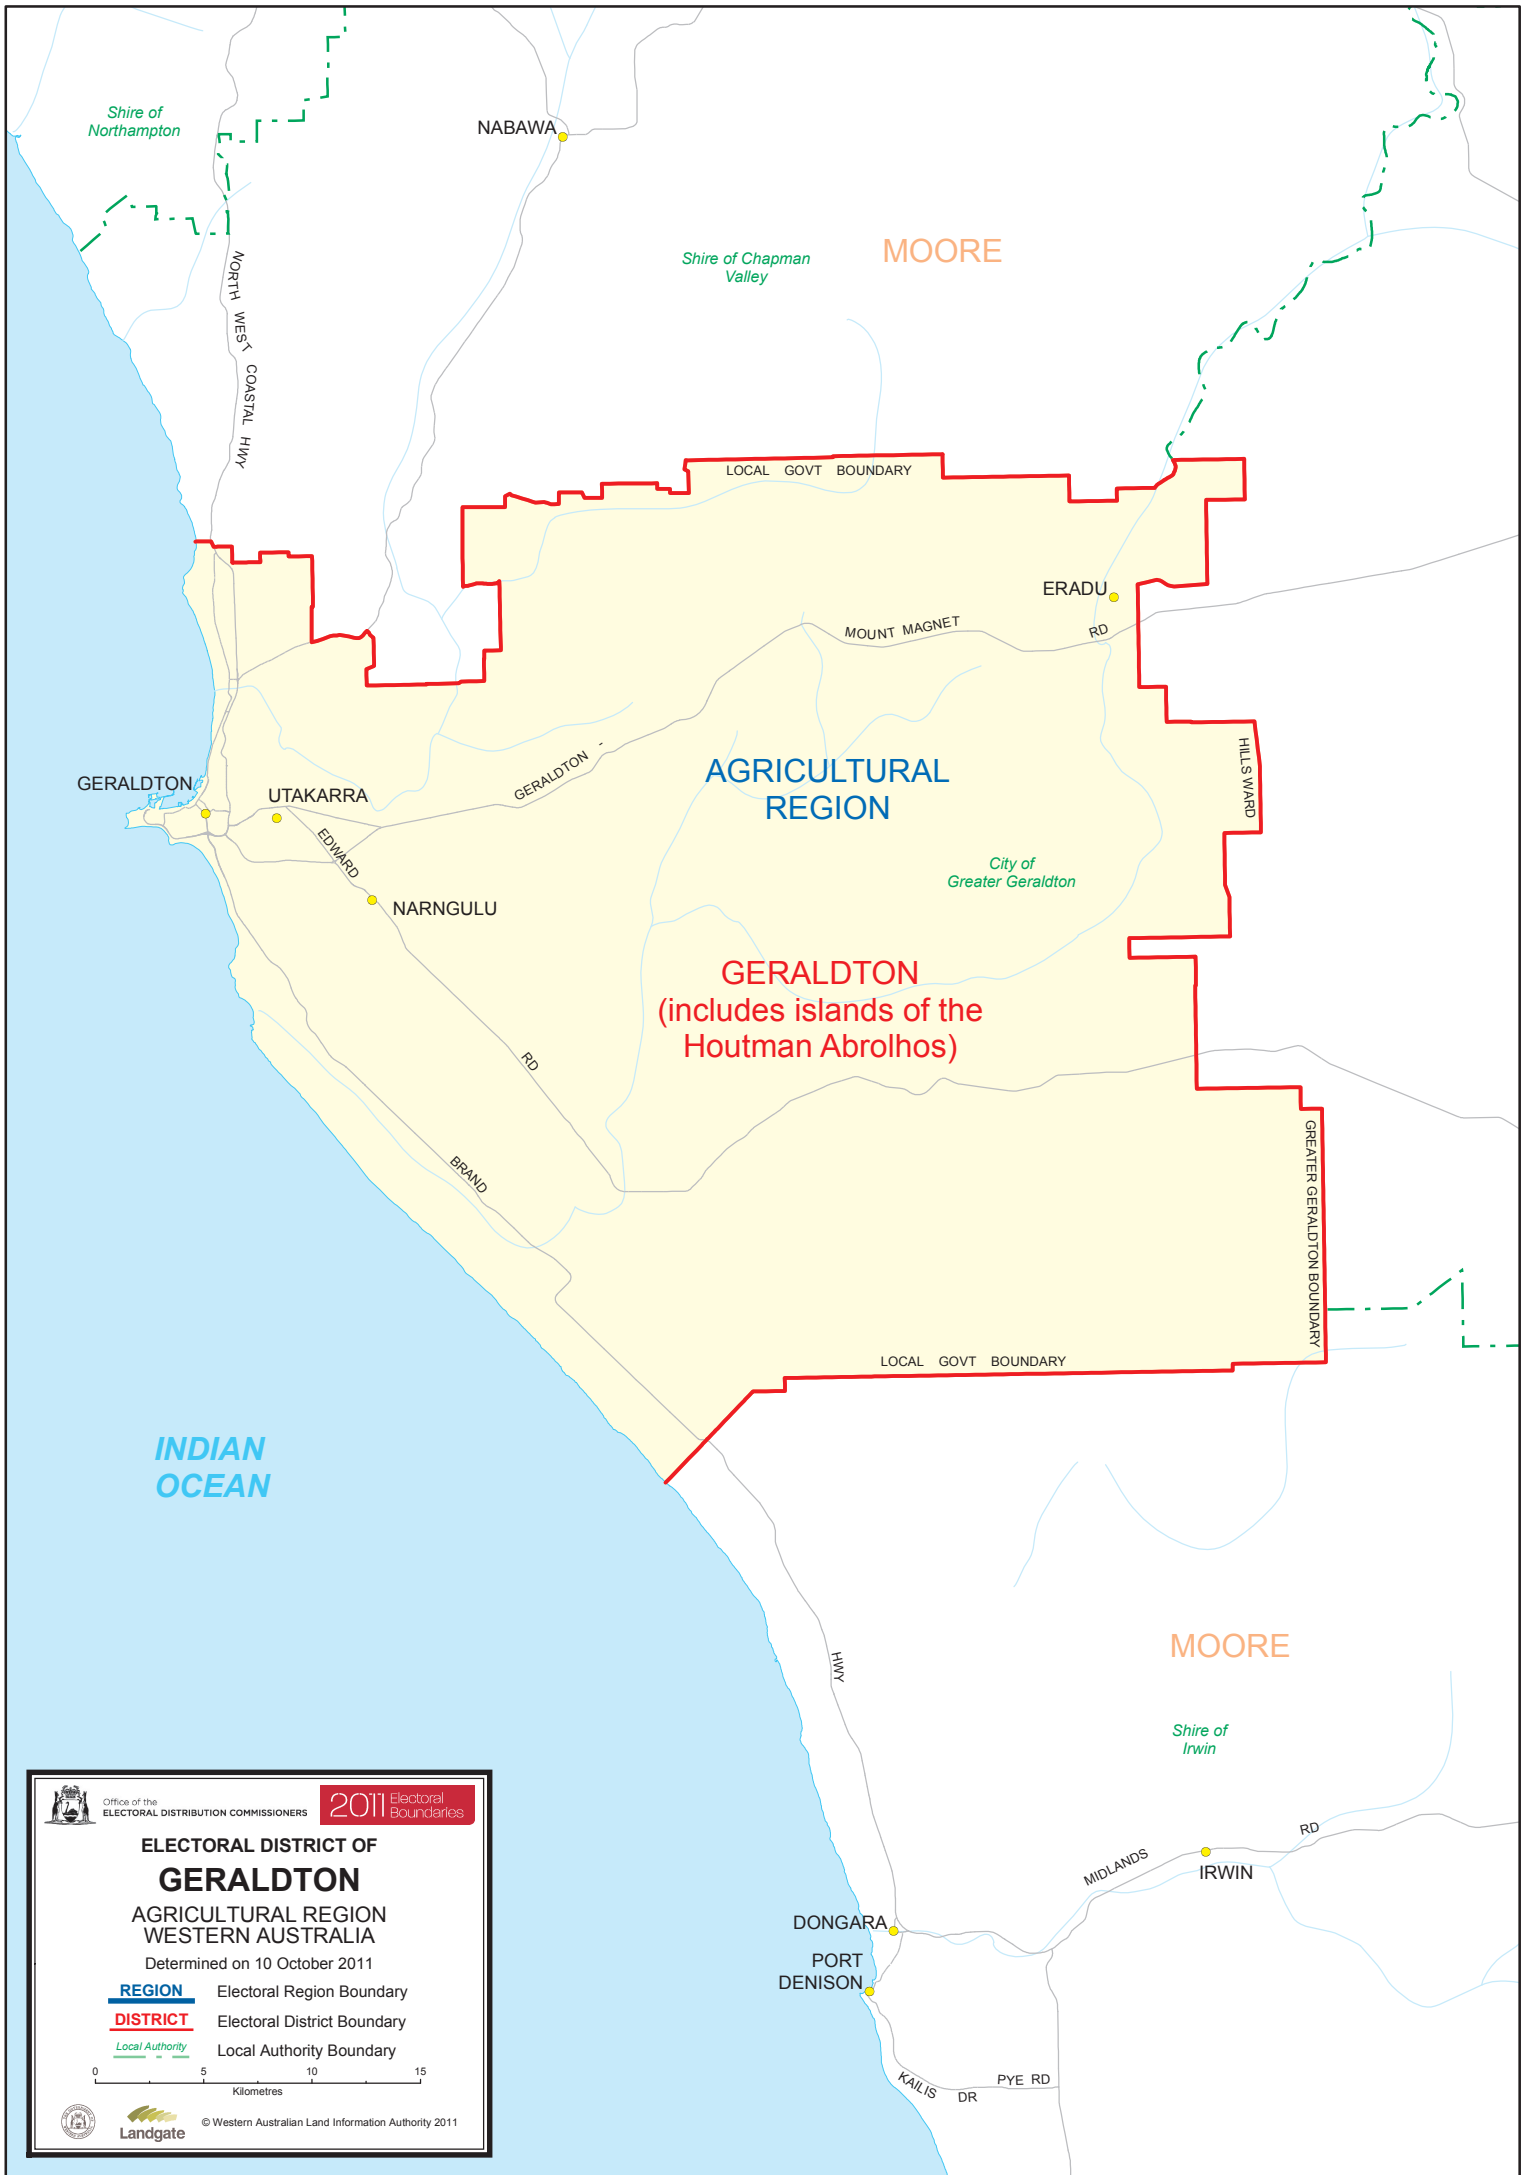 Shire of
Northampton
NABAWA
Shire of Chapman
Valley
MOORE
NORTH WEST COASTAL HWY
LOCAL GOVT BOUNDARY
ERADU
MOUNT MAGNET
RD
GERALDTON -
HILLS WARD
GERALDTON
UTAKARRA
AGRICULTURAL
REGION
EDWARD
City of
Greater Geraldton
NARNGULU
GERALDTON
(includes islands of the
Houtman Abrolhos)
RD
BRAND
GREATER GERALDTON BOUNDARY
LOCAL GOVT BOUNDARY
INDIAN
OCEAN
HWY
MOORE
Shire of
Irwin
MIDLANDS
RD
IRWIN
DONGARA
PORT
DENISON
KAILIS
DR
PYE RD
Office of the
ELECTORAL DISTRIBUTION COMMISSIONERS
2011 Electoral
Boundaries
ELECTORAL DISTRICT OF
GERALDTON
AGRICULTURAL REGION
WESTERN AUSTRALIA
Determined on 10 October 2011
REGION Electoral Region Boundary
DISTRICT Electoral District Boundary
Local Authority Local Authority Boundary
0 5 10 15
Kilometres
Landgate
© Western Australian Land Information Authority 2011